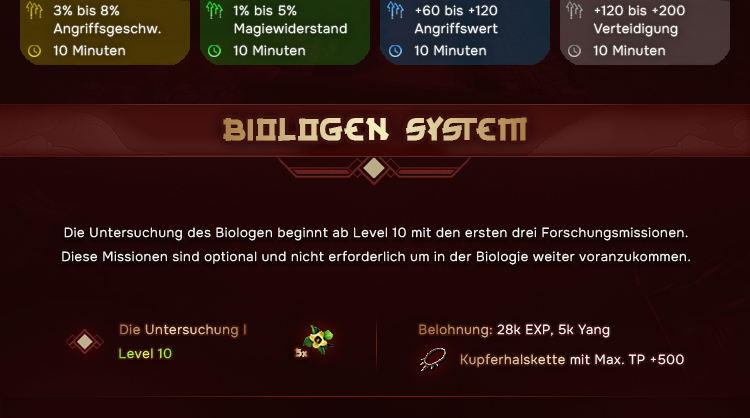 3% bis 8%
Angriffsgeschw.
10 Minuten
1% bis 5%
Magiewiderstand
10 Minuten
+60 bis +120
Angriffswert
10 Minuten
+120 bis +200
Verteidigung
10 Minuten
BIOLOGEN SYSTEM
Die Untersuchung des Biologen beginnt ab Level 10 mit den ersten drei Forschungsmissionen.
Diese Missionen sind optional und nicht erforderlich um in der Biologie weiter voranzukommen.
Die Untersuchung I
Level 10
5x
Belohnung: 28k EXP, 5k Yang
Kupferhalskette mit Max. TP +500